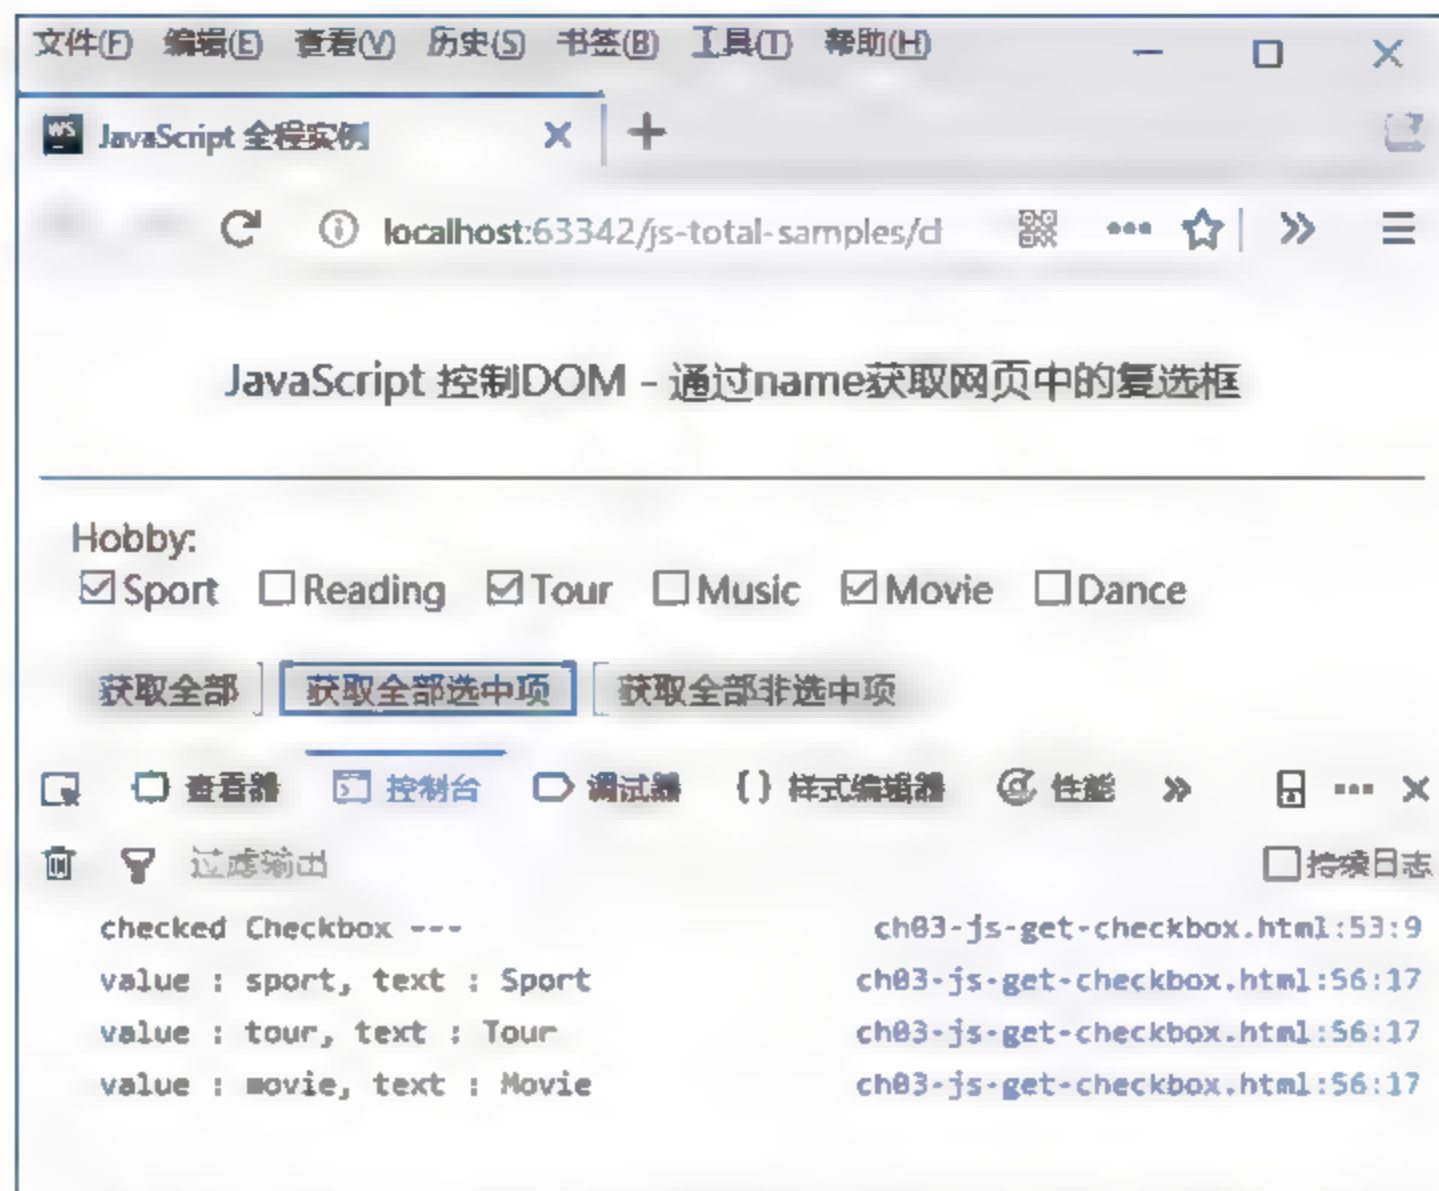 文件(F) 编辑(E) 查看(V) 历史(S) 书签(B) 工具(T) 帮助(H)
WS JavaScript 全程实例
localhost:63342/js-total-samples/cl
JavaScript 控制DOM - 通过name获取网页中的复选框
Hobby:
Sport Reading Tour Music Movie Dance
获取全部 获取全部选中项 获取全部非选中项
查看器 控制台 调试器 {} 样式编辑器 性能
过滤输出 持续日志
checked Checkbox --- ch03-js-get-checkbox.html:53:9
value : sport, text : Sport ch03-js-get-checkbox.html:56:17
value : tour, text : Tour ch03-js-get-checkbox.html:56:17
value : movie, text : Movie ch03-js-get-checkbox.html:56:17